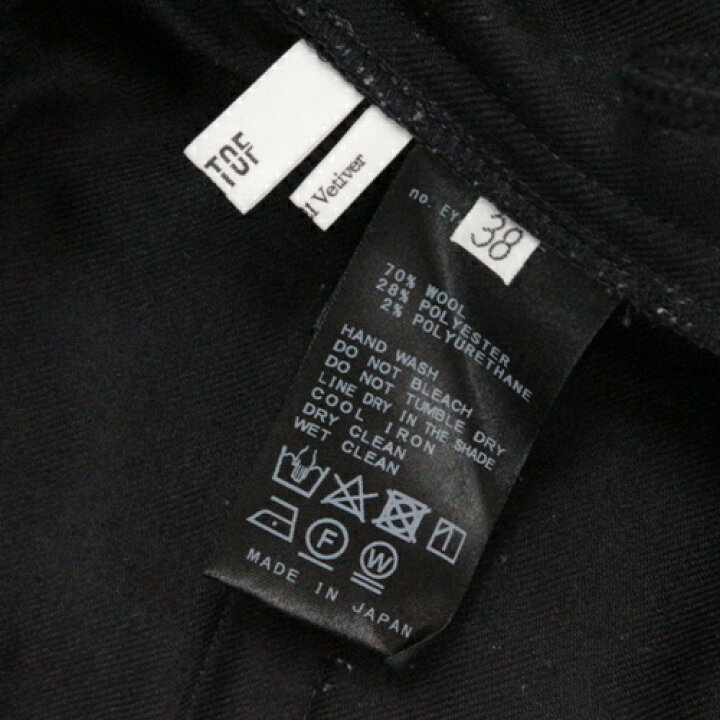 TOF
l Vetiver
no. EY
38
70% WOOL
28% POLYESTER
2% POLYURETHANE
HAND WASH
DO NOT BLEACH
DO NOT TUMBLE DRY
LINE DRY IN THE SHADE
COOL IRON
DRY CLEAN
WET CLEAN
F W
MADE IN JAPAN